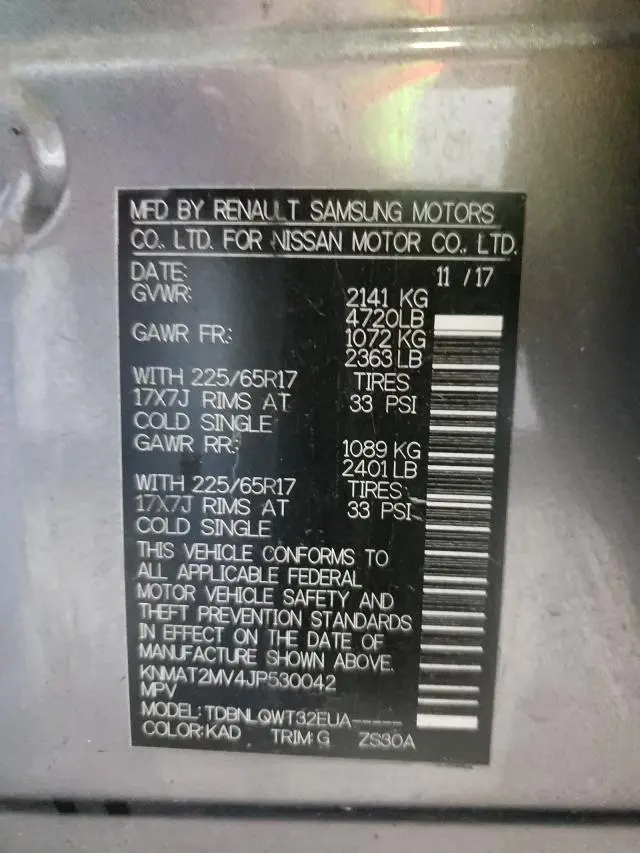 MFD BY RENAULT SAMSUNG MOTORS
CO., LTD. FOR NISSAN MOTOR CO., LTD.
DATE: 11 / 17
GVWR: 2141 KG
4720LB
GAWR FR.: 1072 KG
2363 LB
WITH 225/65R17 TIRES
17X7J RIMS AT 33 PSI
COLD SINGLE
GAWR RR.: 1089 KG
2401 LB
WITH 225/65R17 TIRES
17X7J RIMS AT 33 PSI
COLD SINGLE
THIS VEHICLE CONFORMS TO
ALL APPLICABLE FEDERAL
MOTOR VEHICLE SAFETY AND
THEFT PREVENTION STANDARDS
IN EFFECT ON THE DATE OF
MANUFACTURE SHOWN ABOVE.
KNMAT2MV4JP530042
MPV
MODEL: TDBNLQWT32EUA-----
COLOR: KAD TRIM: G ZS30A